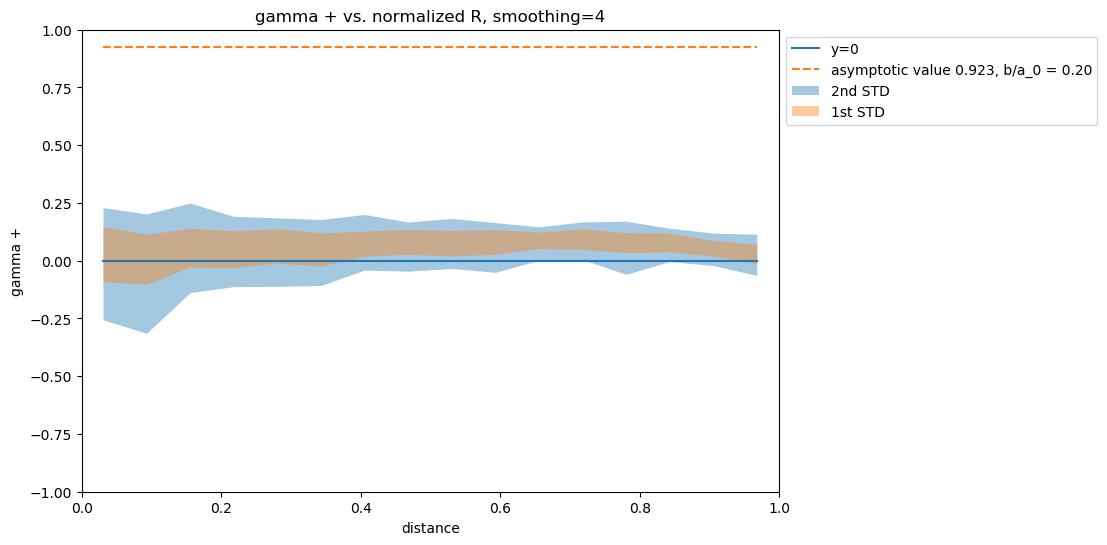 gamma + vs. normalized R, smoothing=4
1.00
0.75
0.50
0.25
0.00
−0.25
−0.50
−0.75
−1.00
gamma +
0.0
0.2
0.4
0.6
0.8
1.0
distance
y=0
asymptotic value 0.923, b/a_0 = 0.20
2nd STD
1st STD